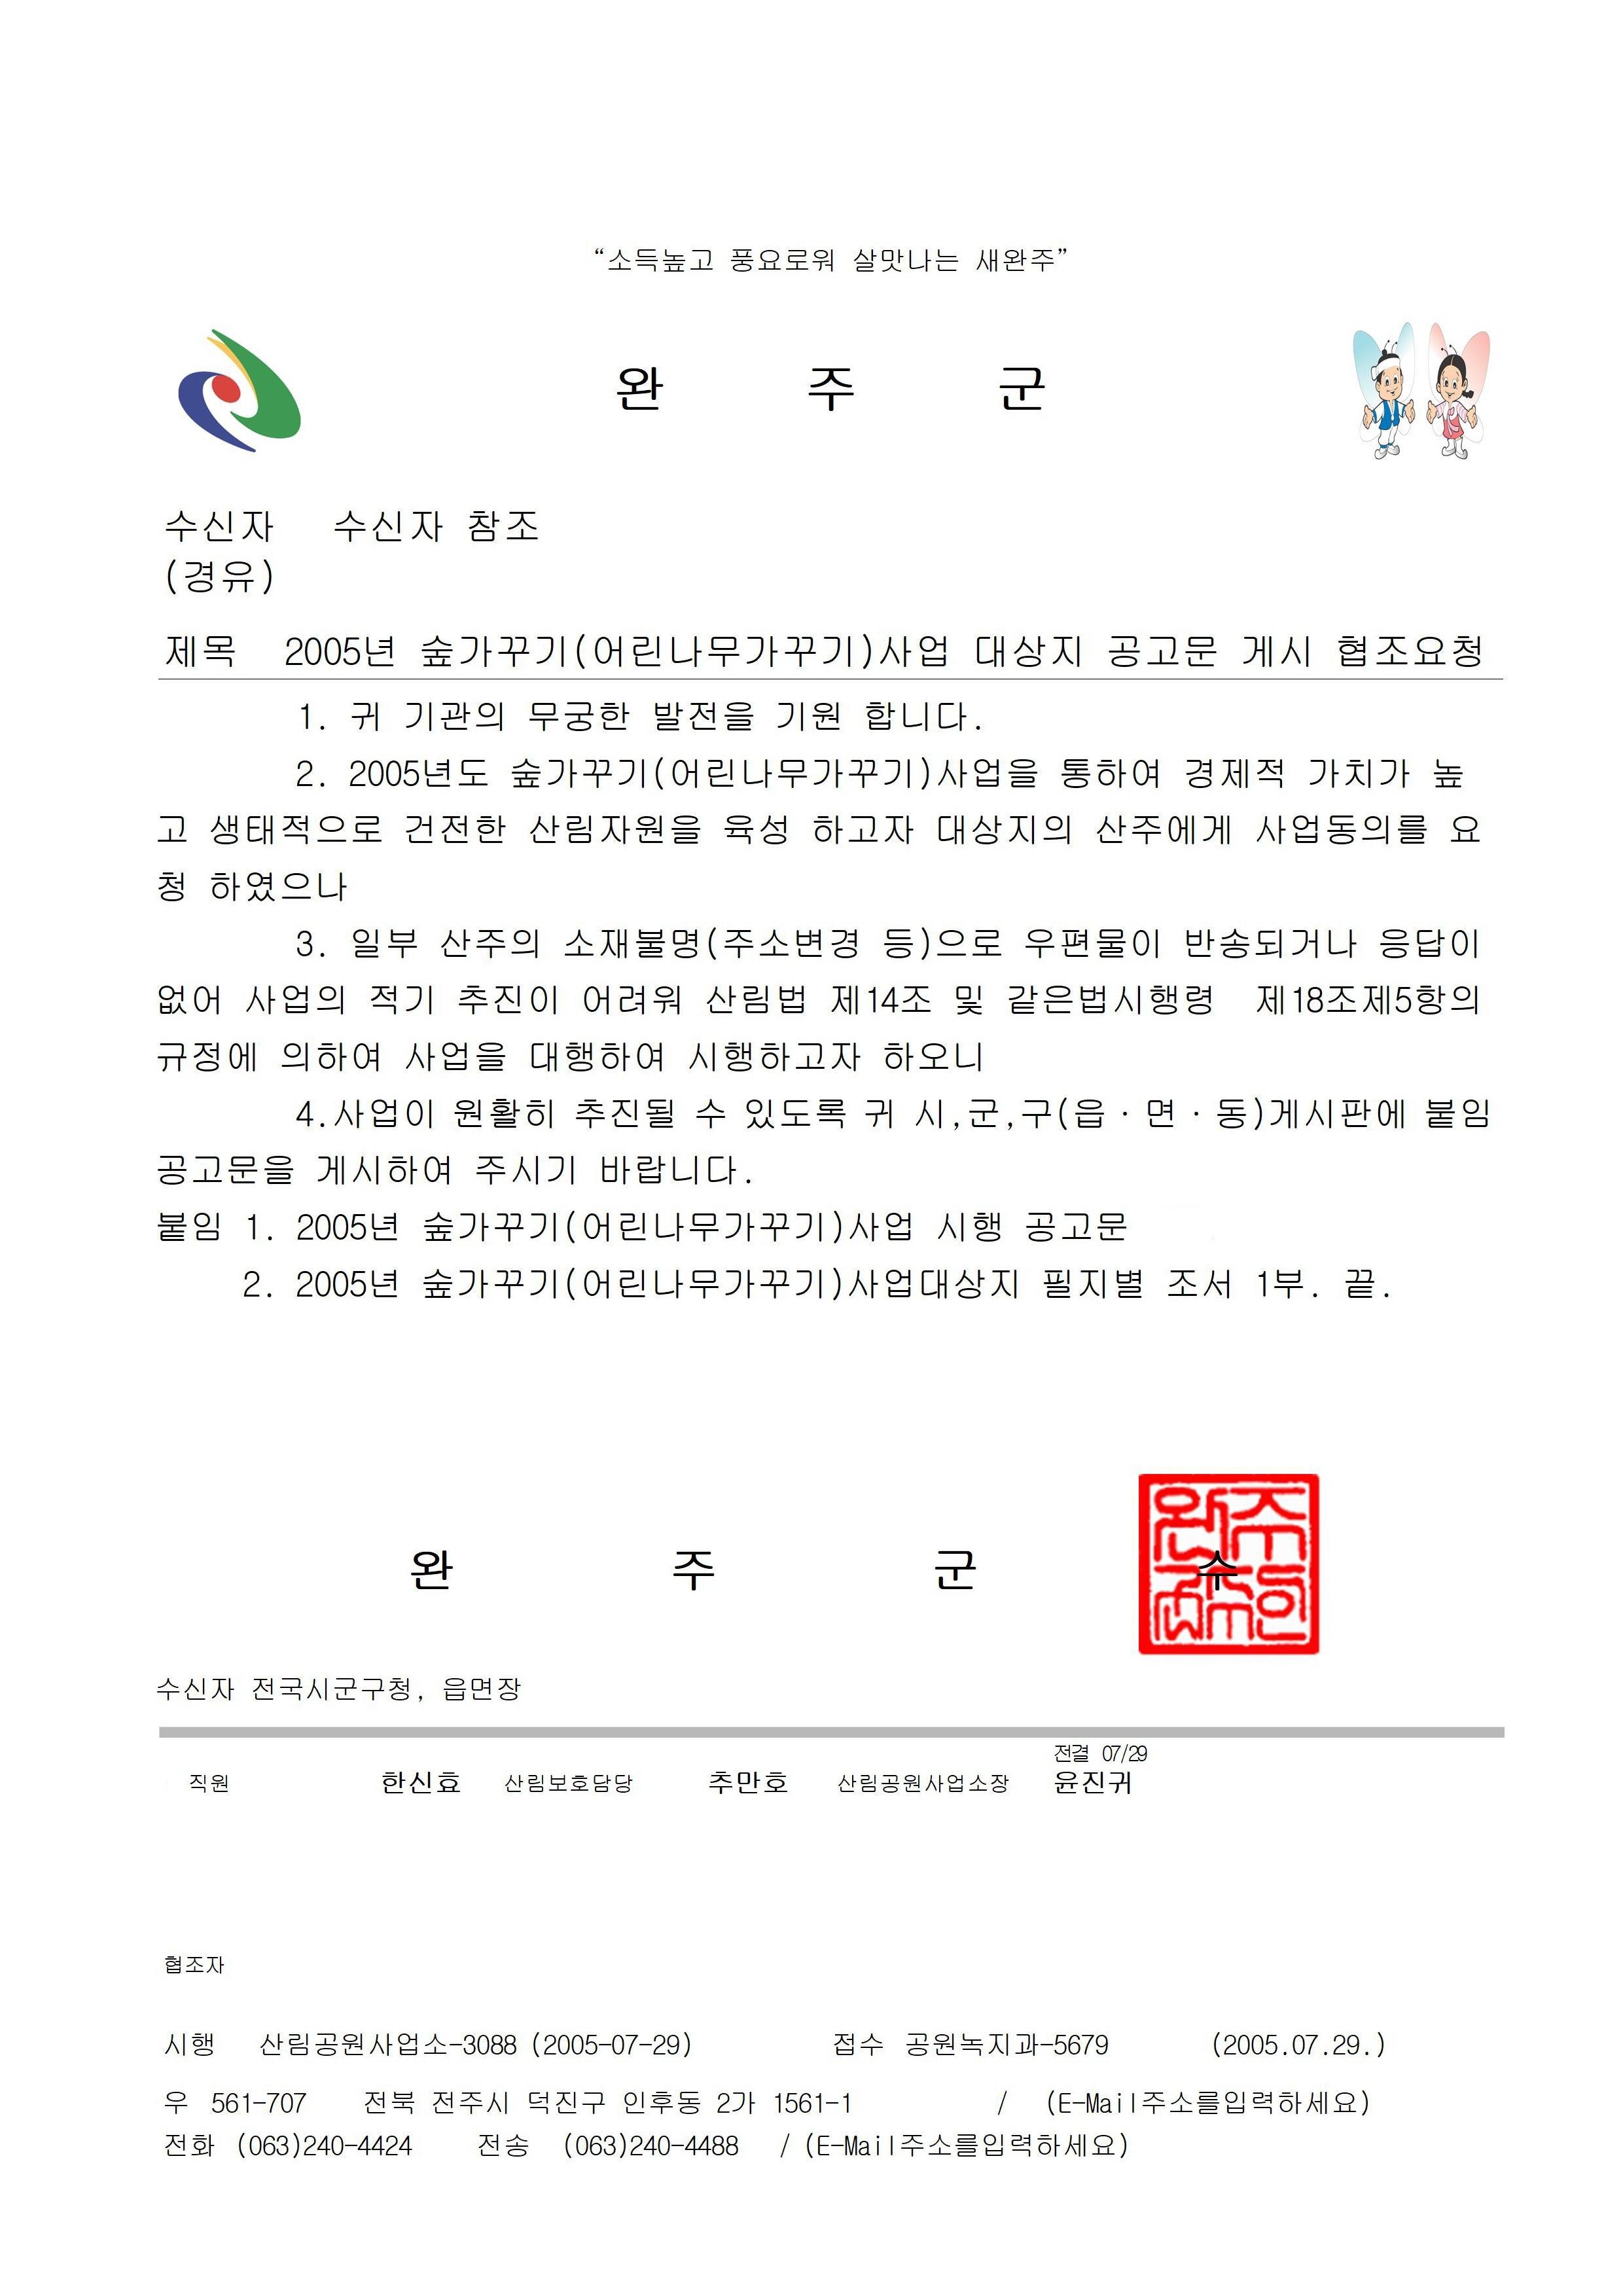 “소득높고 풍요로워 살맛나는 새완주”
완 주 군
수신자 수신자 참조
(경유)
제목 2005년 숲가꾸기(어린나무가꾸기)사업 대상지 공고문 게시 협조요청
1. 귀 기관의 무궁한 발전을 기원 합니다.
2. 2005년도 숲가꾸기(어린나무가꾸기)사업을 통하여 경제적 가치가 높
고 생태적으로 건전한 산림자원을 육성 하고자 대상지의 산주에게 사업동의를 요
청 하였으나
3. 일부 산주의 소재불명(주소변경 등)으로 우편물이 반송되거나 응답이
없어 사업의 적기 추진이 어려워 산림법 제14조 및 같은법시행령 제18조제5항의
규정에 의하여 사업을 대행하여 시행하고자 하오니
4.사업이 원활히 추진될 수 있도록 귀 시,군,구(읍·면·동)게시판에 붙임
공고문을 게시하여 주시기 바랍니다.
붙임 1. 2005년 숲가꾸기(어린나무가꾸기)사업 시행 공고문
2. 2005년 숲가꾸기(어린나무가꾸기)사업대상지 필지별 조서 1부. 끝.
완 주 군 수
완주군수인
수신자 전국시군구청, 읍면장
전결 07/29
직원 한신효 산림보호담당 추만호 산림공원사업소장 윤진귀
협조자
시행 산림공원사업소-3088 (2005-07-29) 접수 공원녹지과-5679 (2005.07.29.)
우 561-707 전북 전주시 덕진구 인후동 2가 1561-1 / (E-Mail주소를입력하세요)
전화 (063)240-4424 전송 (063)240-4488 / (E-Mail주소를입력하세요)